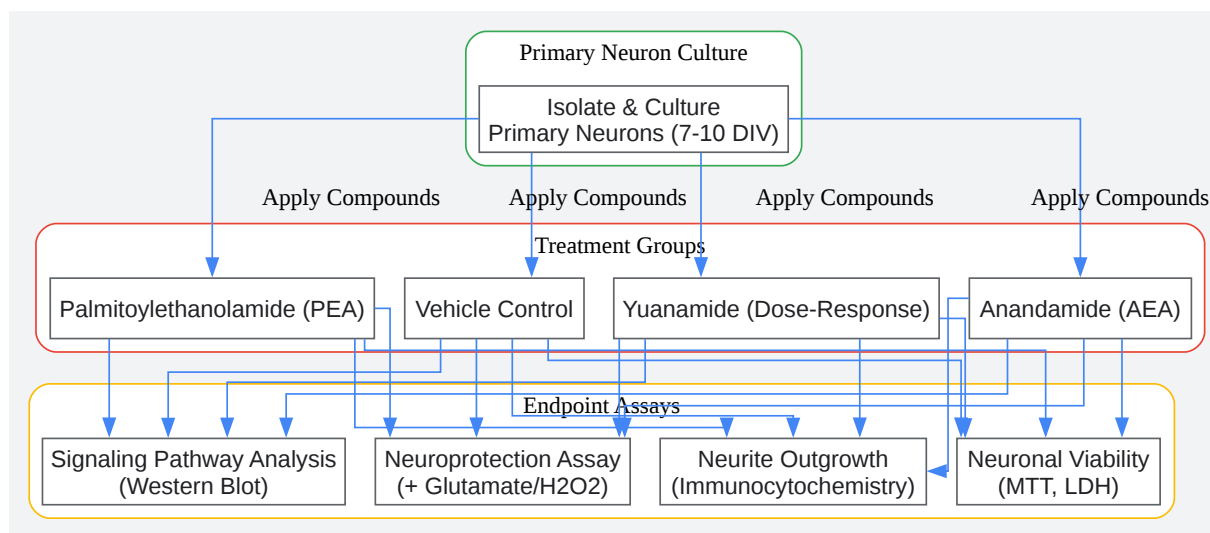 Primary Neuron Culture
Isolate & Culture
Primary Neurons (7-10 DIV)
Apply Compounds
Apply Compounds
Apply Compounds
Apply Compounds
Treatment Groups
Palmitoylethanolamide (PEA)
Vehicle Control
Yuanamide (Dose-Response)
Anandamide (AEA)
Endpoint Assays
Signaling Pathway Analysis
(Western Blot)
Neuroprotection Assay
(+ Glutamate/H2O2)
Neurite Outgrowth
(Immunocytochemistry)
Neuronal Viability
(MTT, LDH)